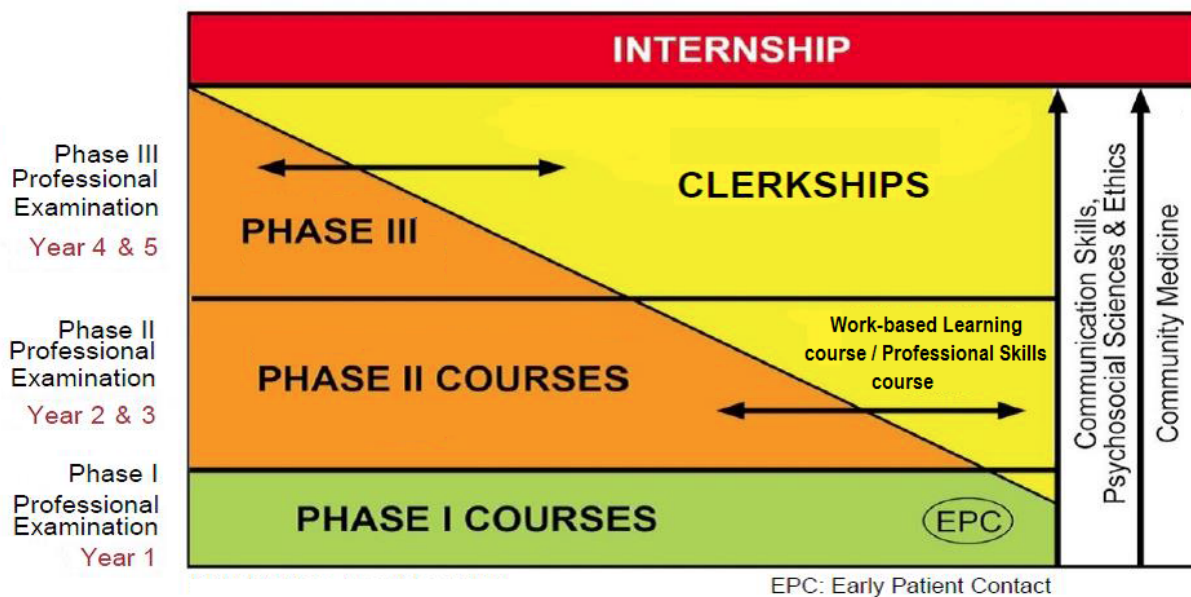 INTERNSHIP
Phase III
Professional
Examination
Year 4 & 5
CLERKSHIPS
PHASE III
Phase II
Professional
Examination
Year 2 & 3
Work-based Learning
course / Professional Skills
course
PHASE II COURSES
Phase I
Professional
Examination
Year 1
PHASE I COURSES
EPC
Communication Skills,
Psychosocial Sciences & Ethics
Community Medicine
EPC: Early Patient Contact